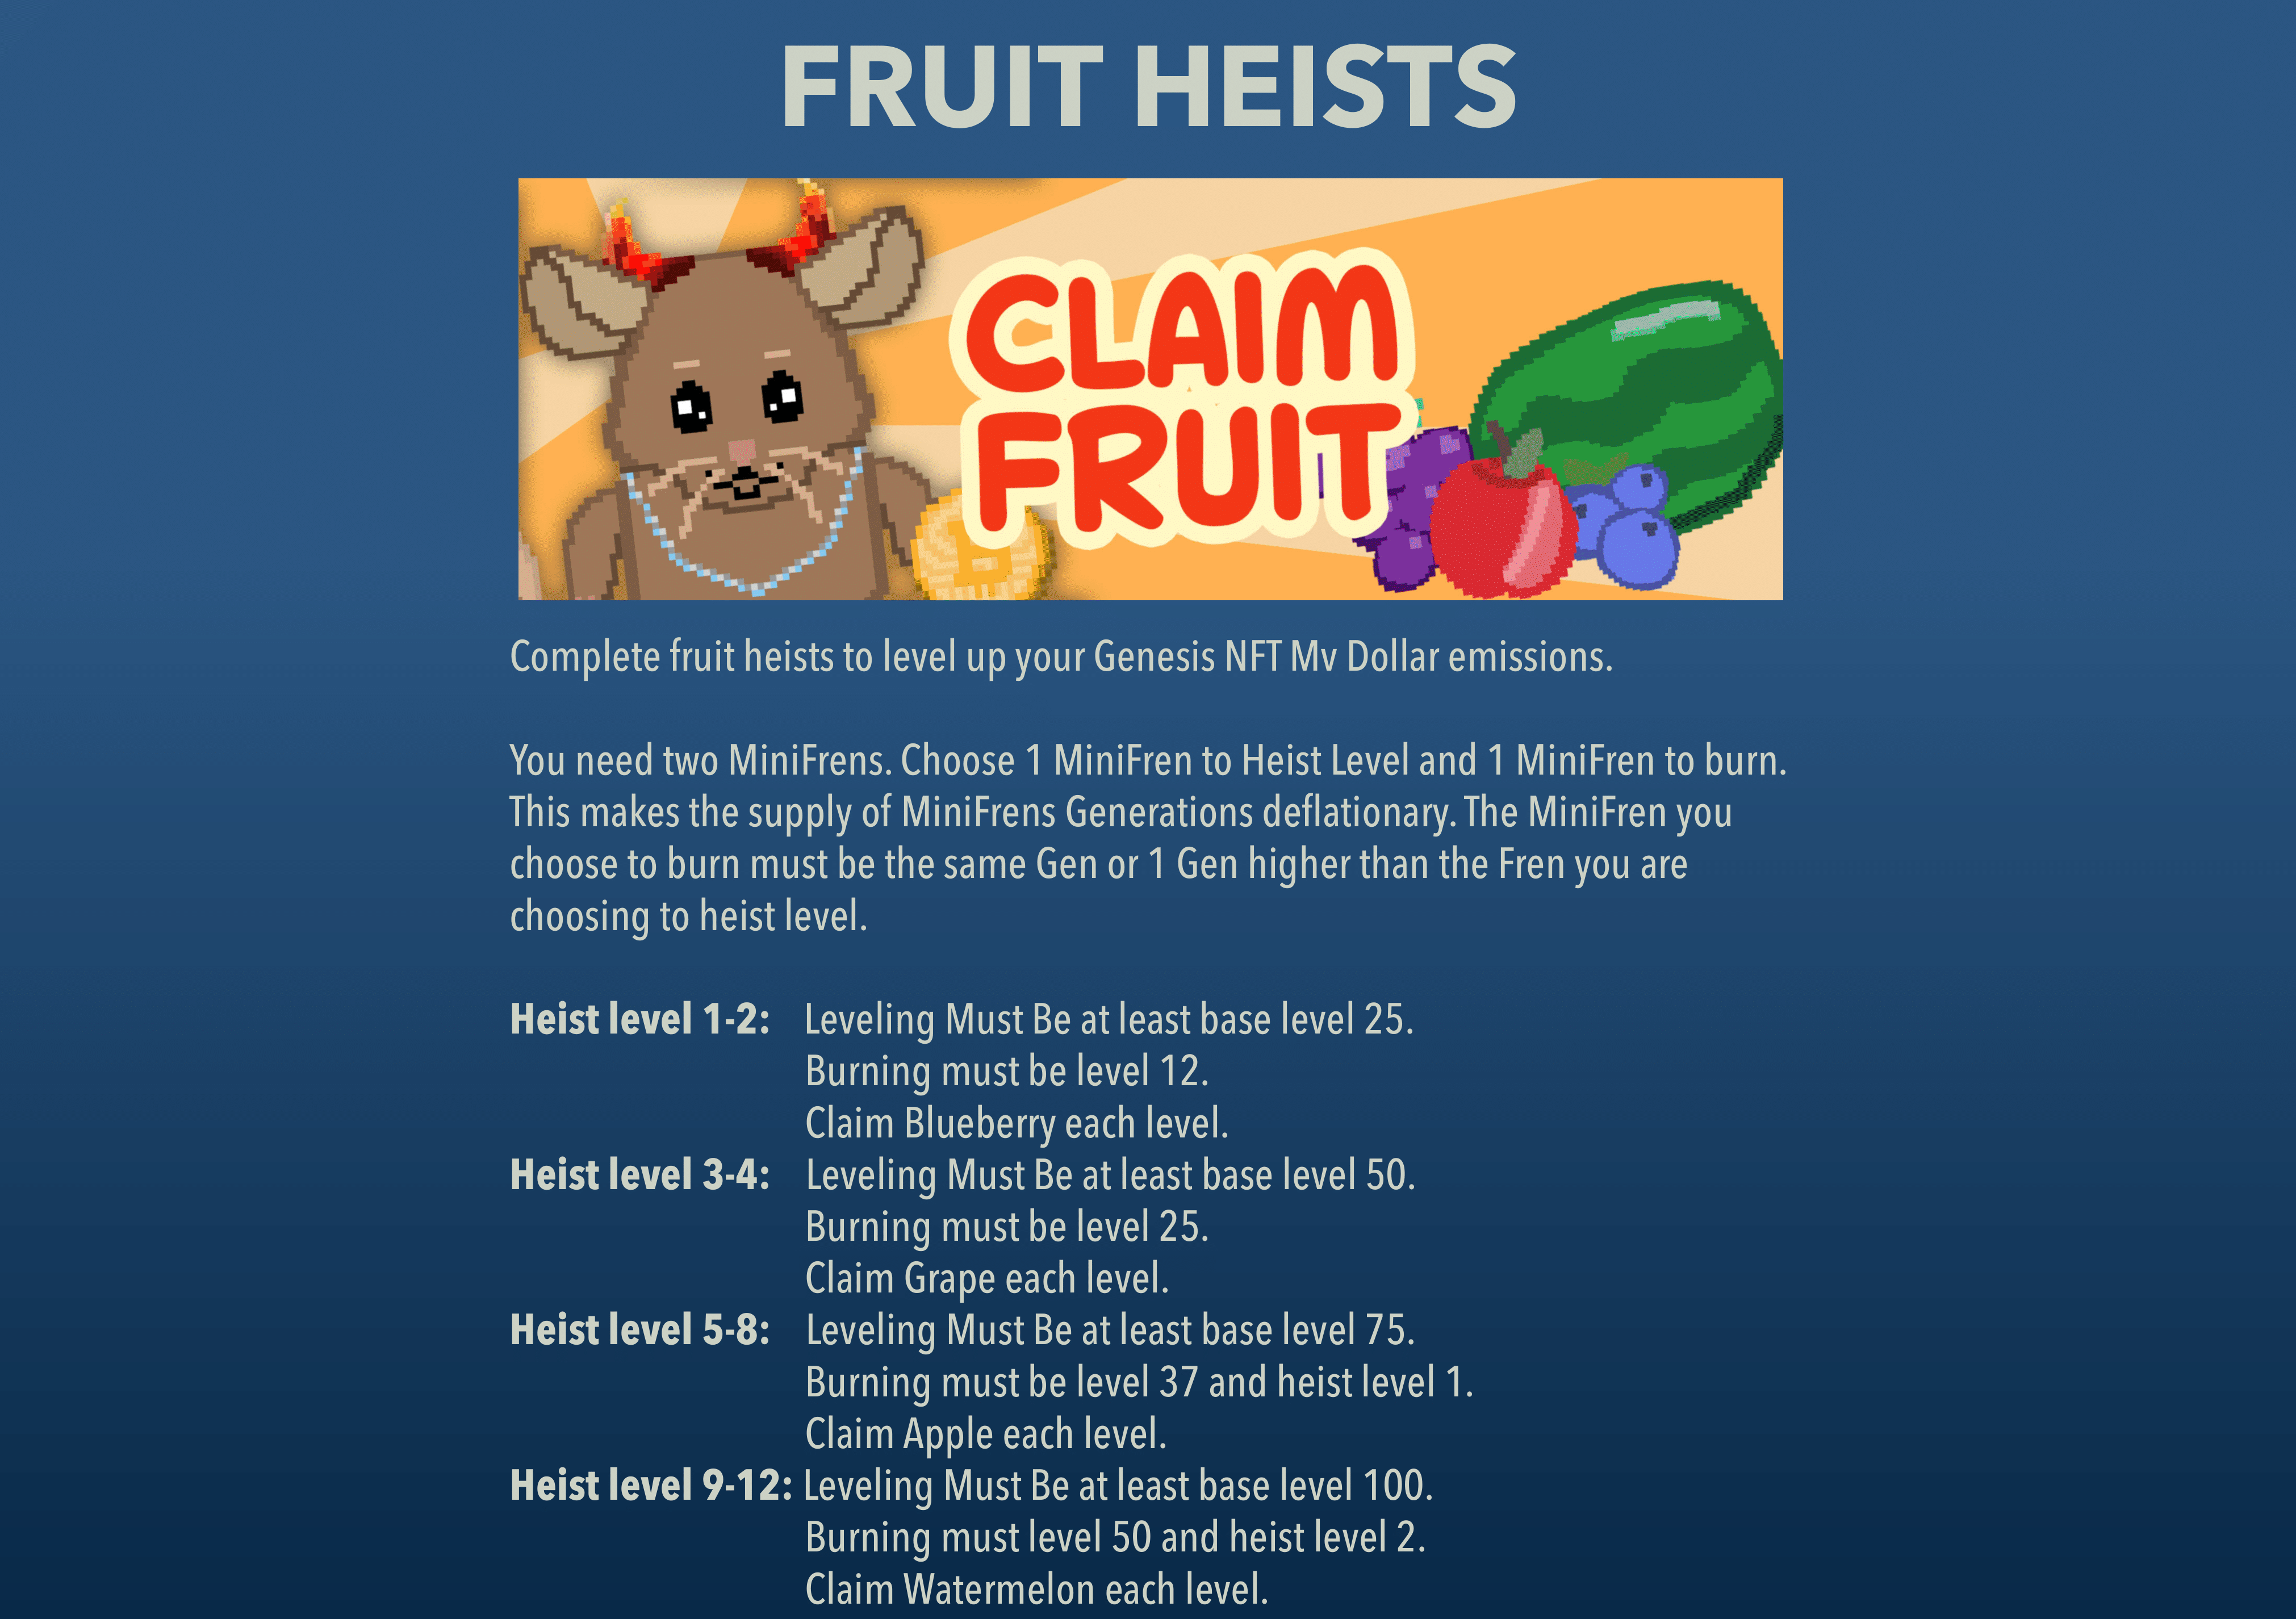 FRUIT HEISTS
CLAIM
FRUIT
Complete fruit heists to level up your Genesis NFT Mv Dollar emissions.
You need two MiniFrens. Choose 1 MiniFren to Heist Level and 1 MiniFren to burn.
This makes the supply of MiniFrens Generations deflationary. The MiniFren you
choose to burn must be the same Gen or 1 Gen higher than the Fren you are
choosing to heist level.
Heist level 1-2: Leveling Must Be at least base level 25.
Burning must be level 12.
Claim Blueberry each level.
Heist level 3-4: Leveling Must Be at least base level 50.
Burning must be level 25.
Claim Grape each level.
Heist level 5-8: Leveling Must Be at least base level 75.
Burning must be level 37 and heist level 1.
Claim Apple each level.
Heist level 9-12: Leveling Must Be at least base level 100.
Burning must level 50 and heist level 2.
Claim Watermelon each level.